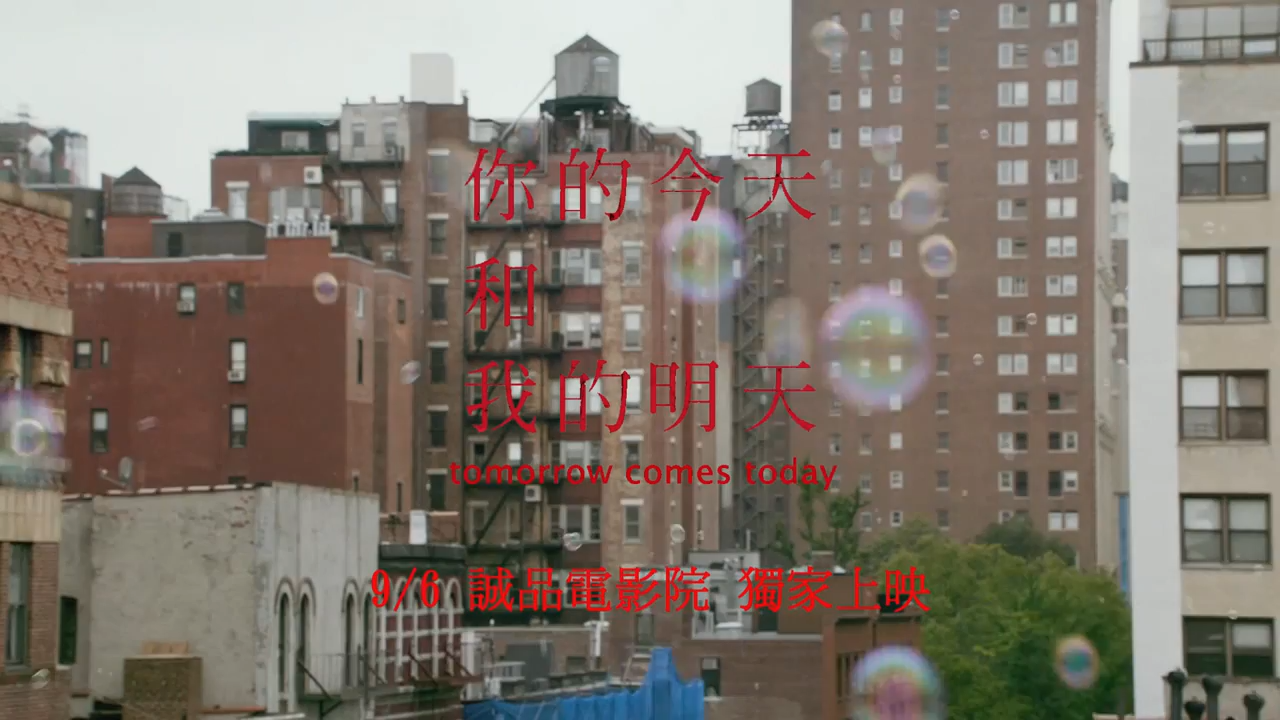 你的今天
和
我的明天
tomorrow comes today
9/6 誠品電影院 獨家上映